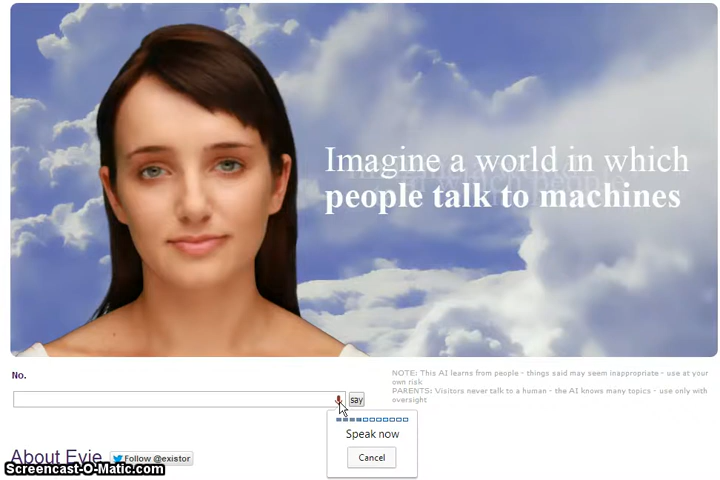 Imagine a world in which
people talk to machines
No.
NOTE: This AI learns from people - things said may seem inappropriate - use at your
own risk
PARENTS: Visitors never talk to a human - the AI knows many topics - use only with
oversight
say
Speak now
Cancel
About Evie
Follow @existor
Screencast-O-Matic.com